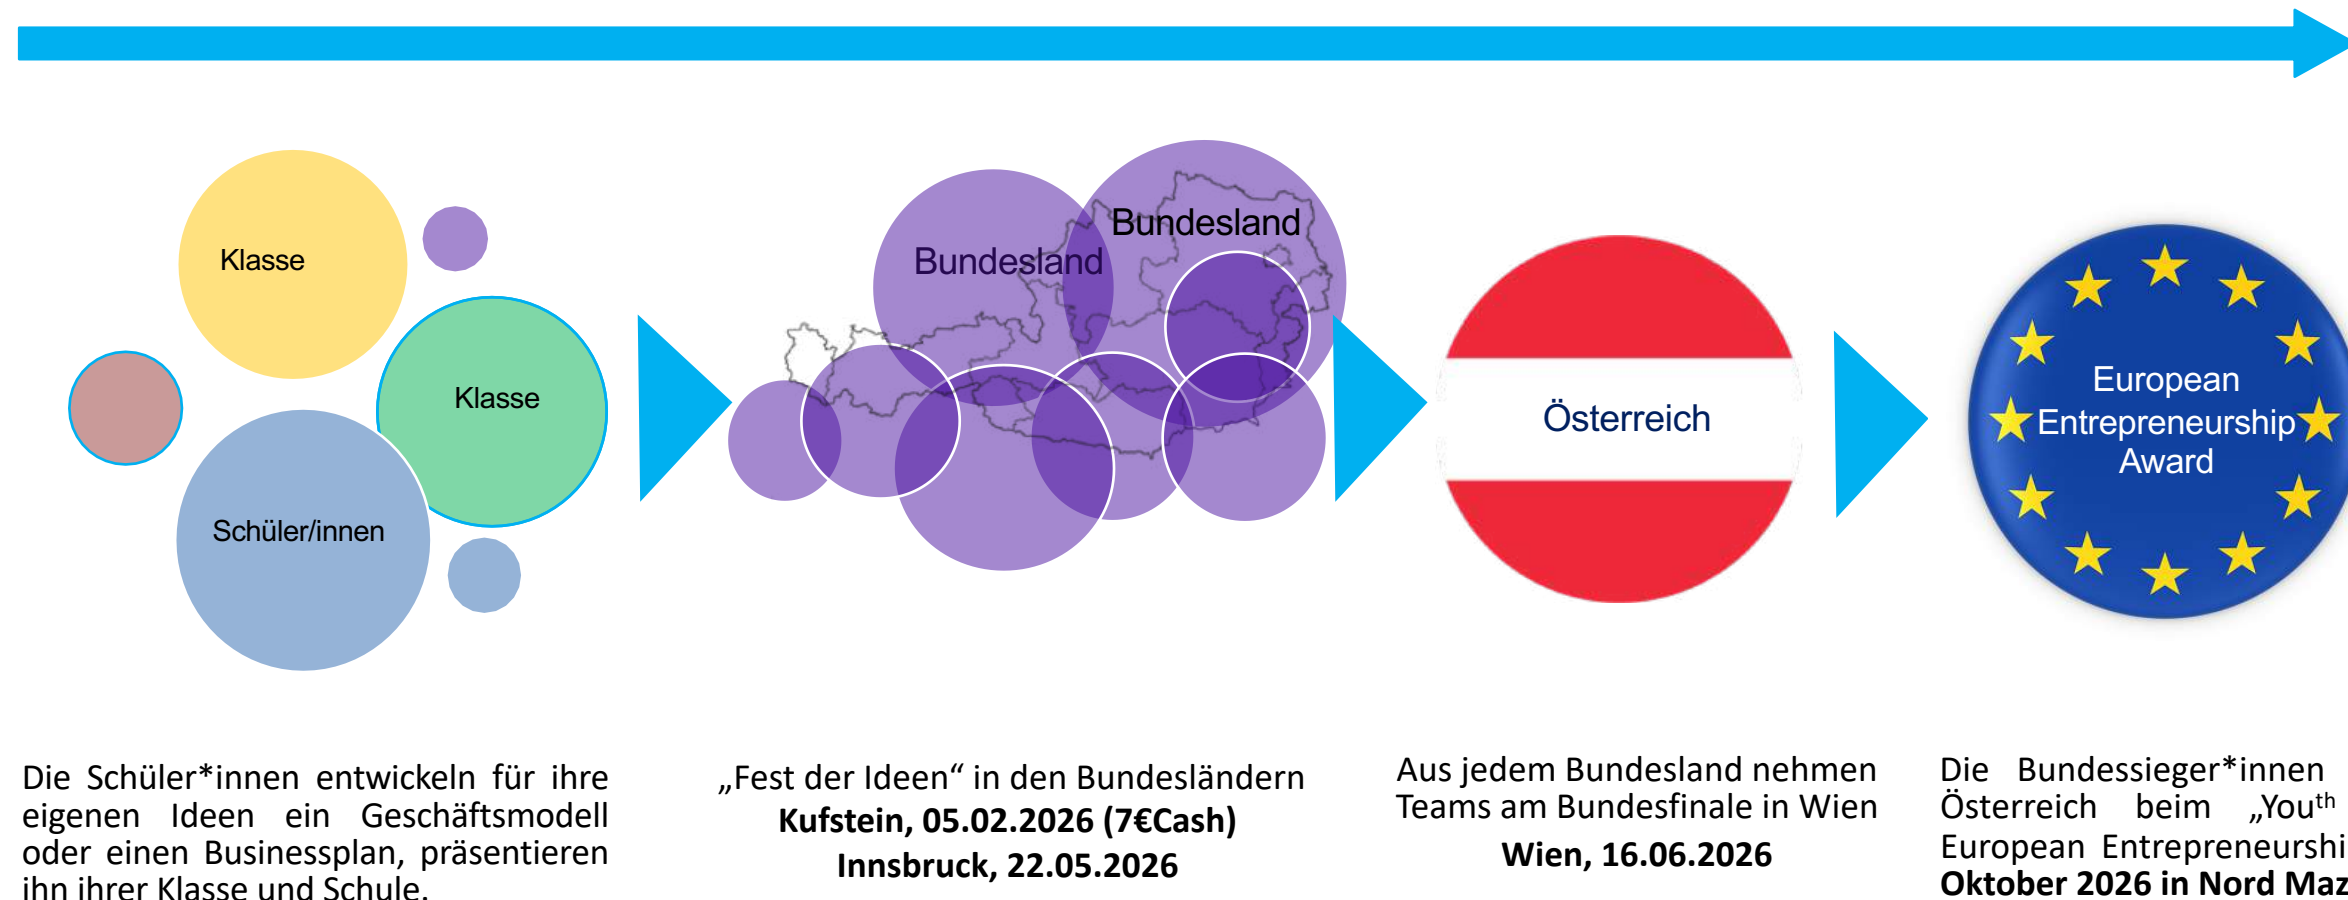 Klasse
Klasse
Schüler/innen
Bundesland
Bundesland
Österreich
European
Entrepreneurship
Award
Die Schüler*innen entwickeln für ihre
eigenen Ideen ein Geschäftsmodell
oder einen Businessplan, präsentieren
ihn ihrer Klasse und Schule.
„Fest der Ideen“ in den Bundesländern
Kufstein, 05.02.2026 (7€Cash)
Innsbruck, 22.05.2026
Aus jedem Bundesland nehmen
Teams am Bundesfinale in Wien
Wien, 16.06.2026
Die Bundessieger*innen
Österreich beim „Youth
European Entrepreneurshi
Oktober 2026 in Nord Maz